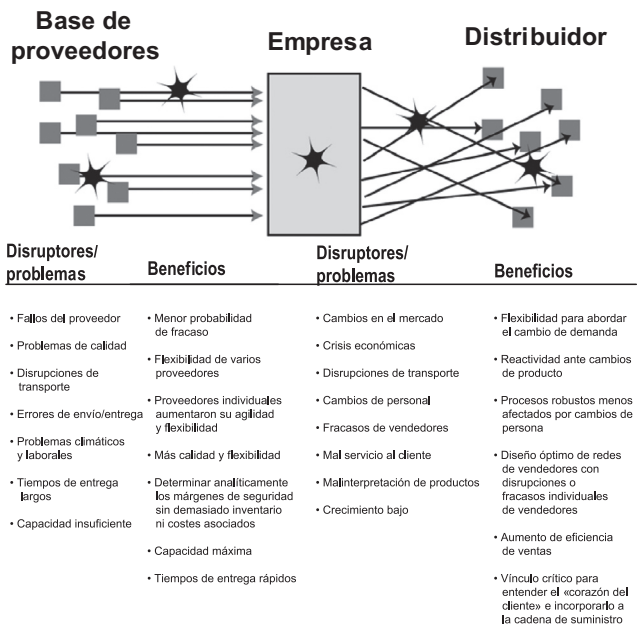 Base de
proveedores
Empresa
Distribuidor
Disruptores/
problemas
Beneficios
Disruptores/
problemas
Beneficios
• Fallos del proveedor
• Problemas de calidad
• Disrupciones de
transporte
• Errores de envío/entrega
• Problemas climáticos
y laborales
• Tiempos de entrega
largos
• Capacidad insuficiente
• Menor probabilidad
de fracaso
• Flexibilidad de varios
proveedores
• Proveedores individuales
aumentaron su agilidad
y flexibilidad
• Más calidad y flexibilidad
• Determinar analíticamente
los márgenes de seguridad
sin demasiado inventario
ni costes asociados
• Capacidad máxima
• Tiempos de entrega rápidos
• Cambios en el mercado
• Crisis económicas
• Disrupciones de transporte
• Cambios de personal
• Fracasos de vendedores
• Mal servicio al cliente
• Malinterpretación de productos
• Crecimiento bajo
• Flexibilidad para abordar
el cambio de demanda
• Reactividad ante cambios
de producto
• Procesos robustos menos
afectados por cambios de
persona
• Diseño óptimo de redes
de vendedores con
disrupciones o
fracasos individuales
de vendedores
• Aumento de eficiencia
de ventas
• Vínculo crítico para
entender el «corazón del
cliente» e incorporarlo a
la cadena de suministro